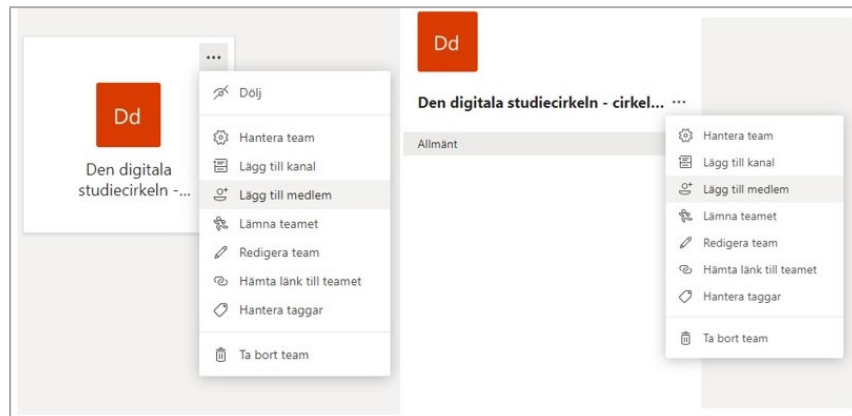 Dd
Den digitala
studiecirkeln -...
...
Dölj
Hantera team
Lägg till kanal
Lägg till medlem
Lämna teamet
Redigera team
Hämta länk till teamet
Hantera taggar
Ta bort team
Dd
Den digitala studiecirkeln - cirkel... ...
Allmänt
Hantera team
Lägg till kanal
Lägg till medlem
Lämna teamet
Redigera team
Hämta länk till teamet
Hantera taggar
Ta bort team